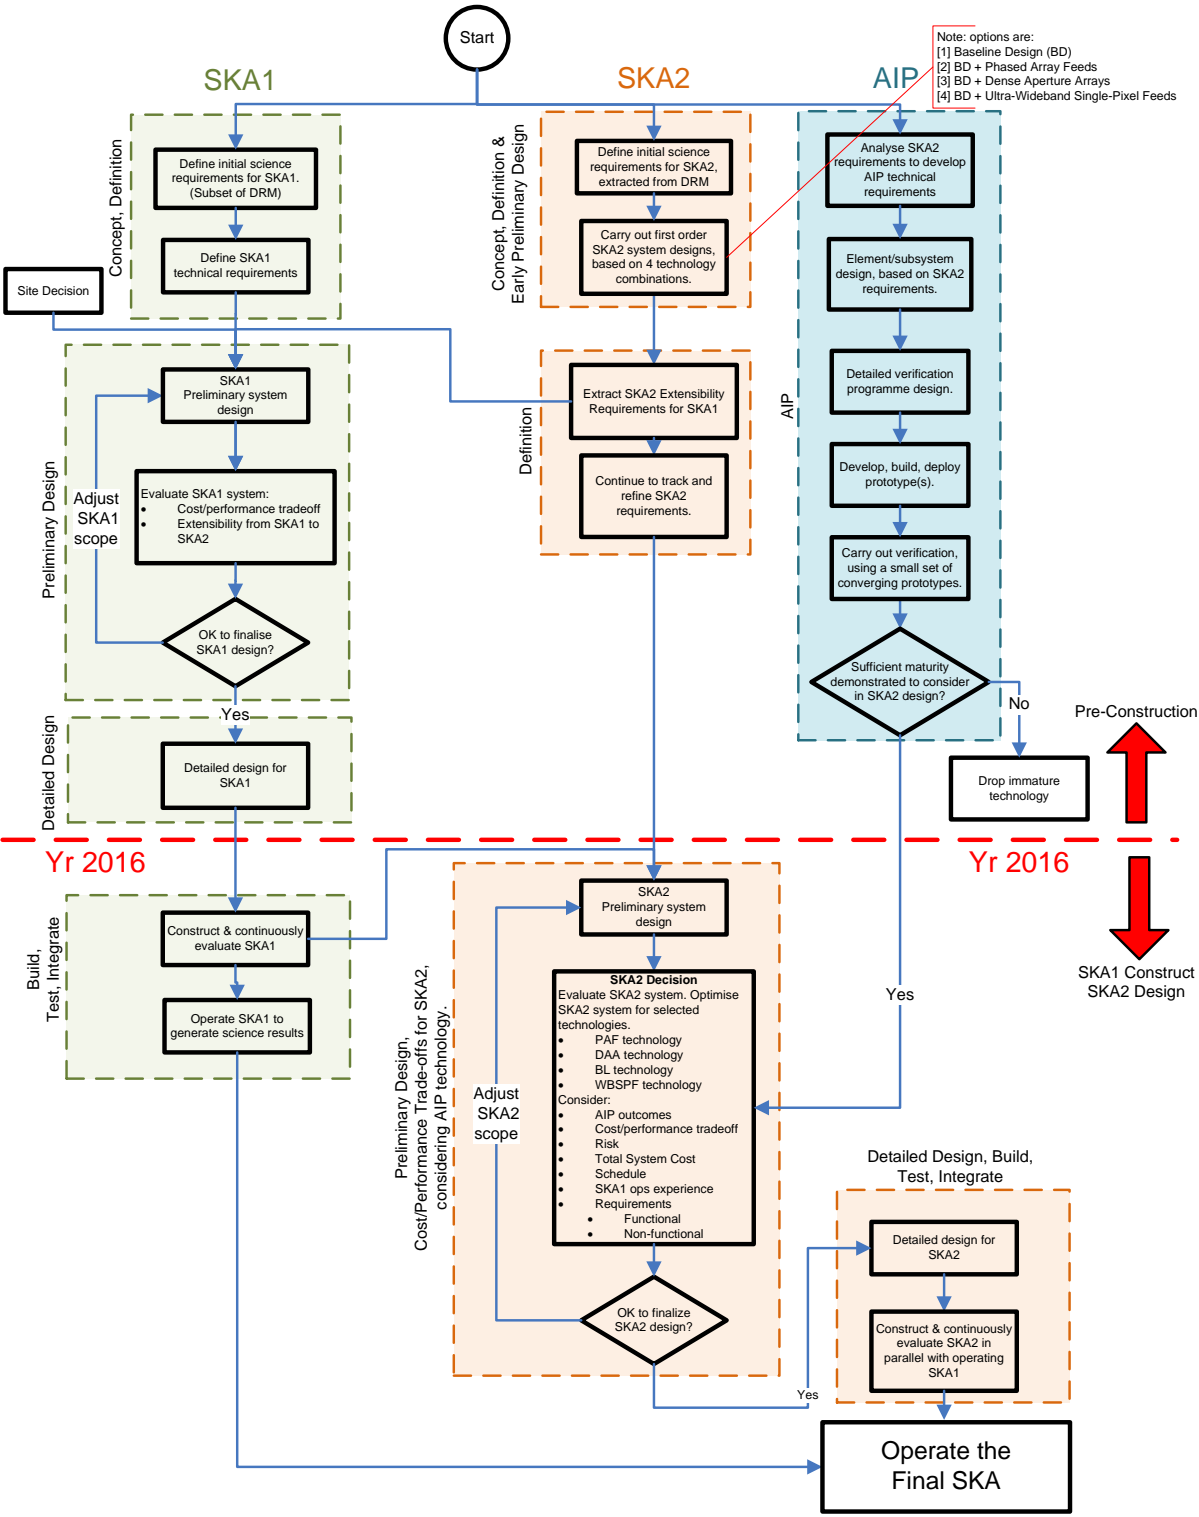 Start
Note: options are:
[1] Baseline Design (BD)
[2] BD + Phased Array Feeds
[3] BD + Dense Aperture Arrays
[4] BD + Ultra-Wideband Single-Pixel Feeds
SKA1
SKA2
AIP
Concept, Definition
Define initial science
requirements for SKA1.
(Subset of DRM)
Define SKA1
technical requirements
Site Decision
Concept, Definition &
Early Preliminary Design
Define initial science
requirements for SKA2,
extracted from DRM
Carry out first order
SKA2 system designs,
based on 4 technology
combinations.
AIP
Analyse SKA2
requirements to develop
AIP technical
requirements
Element/subsystem
design, based on SKA2
requirements.
Detailed verification
programme design.
Develop, build, deploy
prototype(s).
Carry out verification,
using a small set of
converging prototypes.
Sufficient maturity
demonstrated to consider
in SKA2 design?
No
Drop immature
technology
Pre-Construction
Preliminary Design
SKA1
Preliminary system
design
Adjust
SKA1
scope
Evaluate SKA1 system:
• Cost/performance tradeoff
• Extensibility from SKA1 to
SKA2
OK to finalise
SKA1 design?
Yes
Definition
Extract SKA2 Extensibility
Requirements for SKA1
Continue to track and
refine SKA2
requirements.
Detailed Design
Detailed design for
SKA1
Yr 2016
Yr 2016
SKA1 Construct
SKA2 Design
Build,
Test, Integrate
Construct & continuously
evaluate SKA1
Operate SKA1 to
generate science results
Preliminary Design,
Cost/Performance Trade-offs for SKA2,
considering AIP technology.
SKA2
Preliminary system
design
Adjust
SKA2
scope
SKA2 Decision
Evaluate SKA2 system. Optimise
SKA2 system for selected
technologies.
• PAF technology
• DAA technology
• BL technology
• WBSPF technology
Consider:
• AIP outcomes
• Cost/performance tradeoff
• Risk
• Total System Cost
• Schedule
• SKA1 ops experience
• Requirements
• Functional
• Non-functional
Yes
OK to finalize
SKA2 design?
Yes
Detailed Design, Build,
Test, Integrate
Detailed design for
SKA2
Construct & continuously
evaluate SKA2 in
parallel with operating
SKA1
Operate the
Final SKA